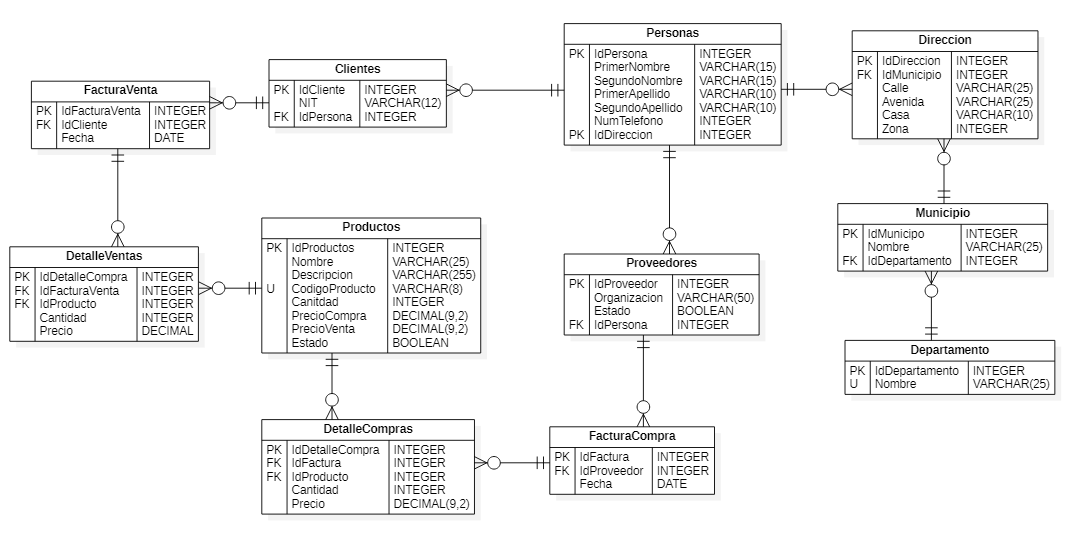 FacturaVenta
PK IdFacturaVenta INTEGER
FK IdCliente INTEGER
Fecha DATE
Clientes
PK IdCliente INTEGER
NIT VARCHAR(12)
FK IdPersona INTEGER
Personas
PK IdPersona INTEGER
PrimerNombre VARCHAR(15)
SegundoNombre VARCHAR(15)
PrimerApellido VARCHAR(10)
SegundoApellido VARCHAR(10)
NumTelefono INTEGER
PK IdDireccion INTEGER
Direccion
PK IdDireccion INTEGER
FK IdMunicipio INTEGER
Calle VARCHAR(25)
Avenida VARCHAR(25)
Casa VARCHAR(10)
Zona INTEGER
DetalleVentas
PK IdDetalleCompra INTEGER
FK IdFacturaVenta INTEGER
FK IdProducto INTEGER
Cantidad INTEGER
Precio DECIMAL
Productos
PK IdProductos INTEGER
Nombre VARCHAR(25)
Descripcion VARCHAR(255)
U CodigoProducto VARCHAR(8)
Canitdad INTEGER
PrecioCompra DECIMAL(9,2)
PrecioVenta DECIMAL(9,2)
Estado BOOLEAN
Proveedores
PK IdProveedor INTEGER
Organizacion VARCHAR(50)
Estado BOOLEAN
FK IdPersona INTEGER
Municipio
PK IdMunicipo INTEGER
Nombre VARCHAR(25)
FK IdDepartamento INTEGER
Departamento
PK IdDepartamento INTEGER
U Nombre VARCHAR(25)
DetalleCompras
PK IdDetalleCompra INTEGER
FK IdFactura INTEGER
FK IdProducto INTEGER
Cantidad INTEGER
Precio DECIMAL(9,2)
FacturaCompra
PK IdFactura INTEGER
FK IdProveedor INTEGER
Fecha DATE